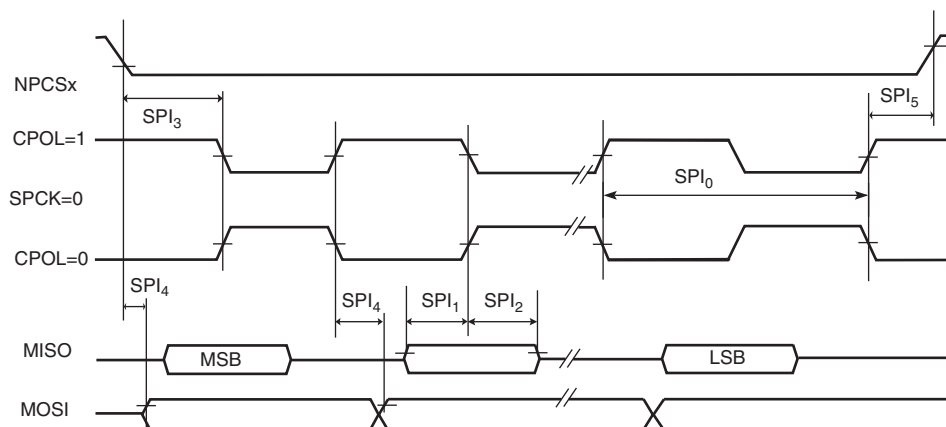 NPCSx
SPI3
SPI5
CPOL=1
SPCK=0
SPI0
CPOL=0
SPI4
SPI4
SPI1
SPI2
MISO
MSB
LSB
MOSI